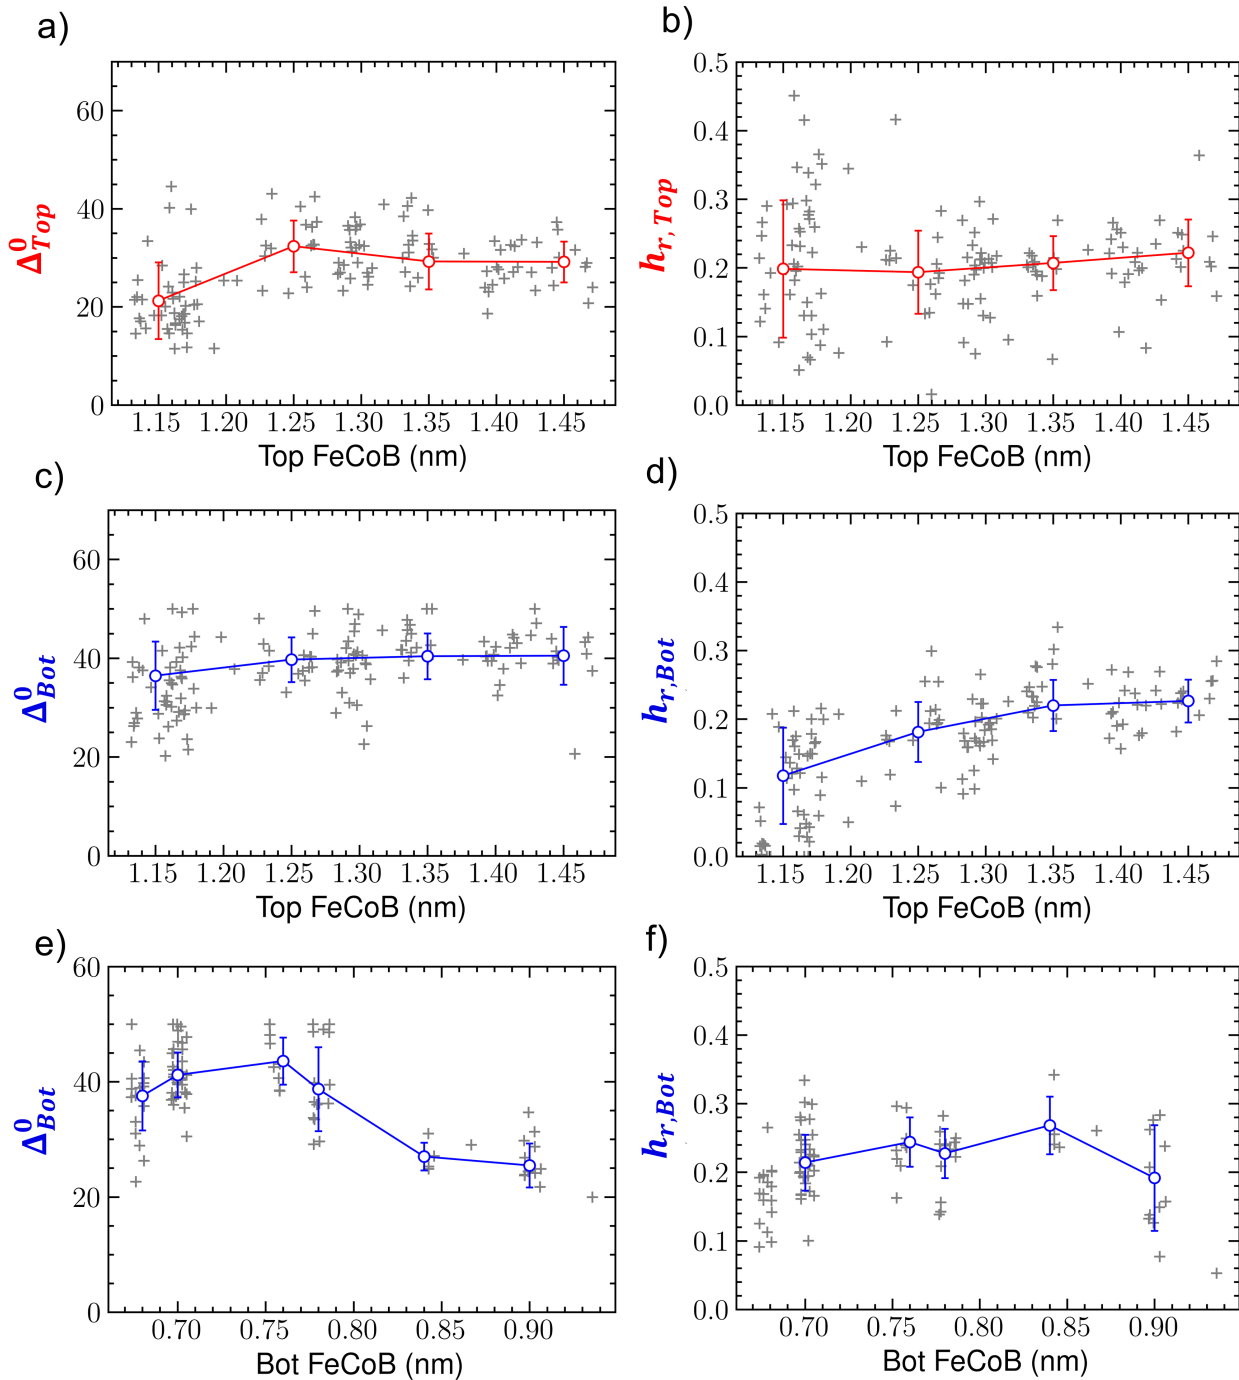 a)
60
40
20
0
Δ⁰Top
1.15 1.20 1.25 1.30 1.35 1.40 1.45
Top FeCoB (nm)
b)
0.5
0.4
0.3
0.2
0.1
0.0
hr, Top
1.15 1.20 1.25 1.30 1.35 1.40 1.45
Top FeCoB (nm)
c)
60
40
20
0
Δ⁰Bot
1.15 1.20 1.25 1.30 1.35 1.40 1.45
Top FeCoB (nm)
d)
0.5
0.4
0.3
0.2
0.1
0.0
hr,Bot
1.15 1.20 1.25 1.30 1.35 1.40 1.45
Top FeCoB (nm)
e)
60
40
20
0
Δ⁰Bot
0.70 0.75 0.80 0.85 0.90
Bot FeCoB (nm)
f)
0.5
0.4
0.3
0.2
0.1
0.0
hr,Bot
0.70 0.75 0.80 0.85 0.90
Bot FeCoB (nm)